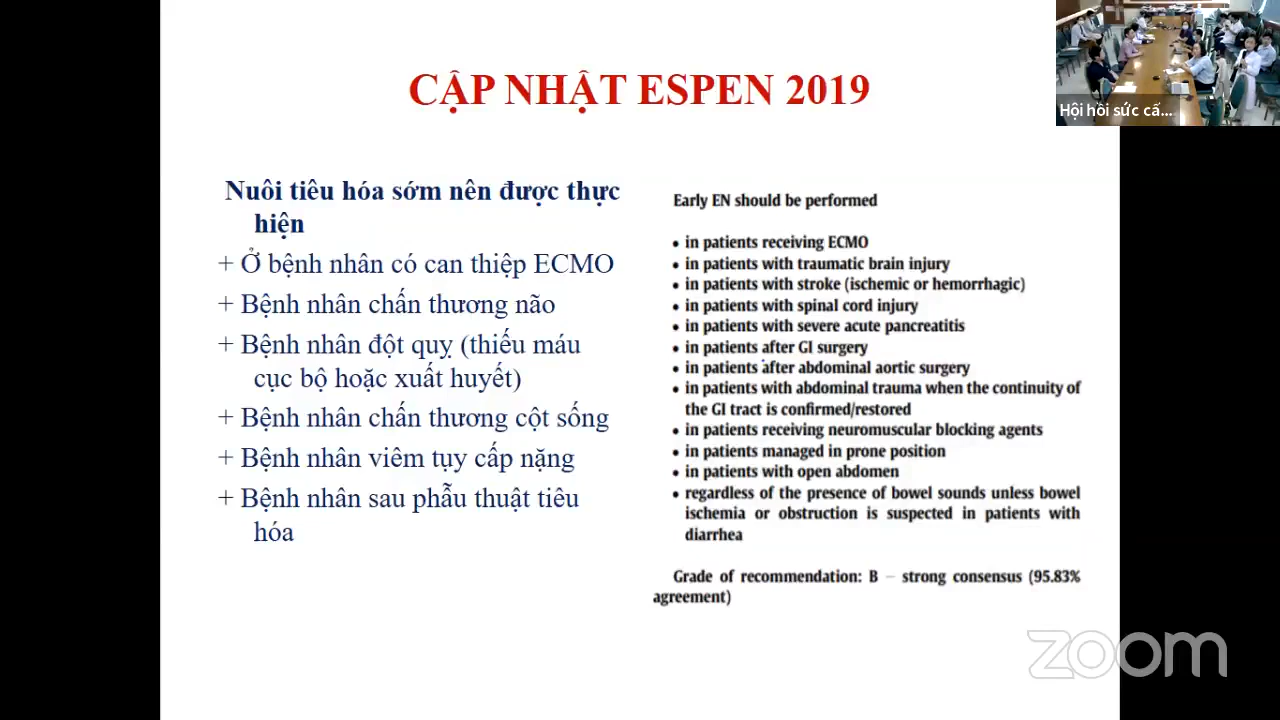 CẬP NHẬT ESPEN 2019
Hội hồi sức cấ...
Nuôi tiêu hóa sớm nên được thực
hiện
+ Ở bệnh nhân có can thiệp ECMO
+ Bệnh nhân chấn thương não
+ Bệnh nhân đột quỵ (thiếu máu
cục bộ hoặc xuất huyết)
+ Bệnh nhân chấn thương cột sống
+ Bệnh nhân viêm tụy cấp nặng
+ Bệnh nhân sau phẫu thuật tiêu
hóa
Early EN should be performed
• in patients receiving ECMO
• in patients with traumatic brain injury
• in patients with stroke (ischemic or hemorrhagic)
• in patients with spinal cord injury
• in patients with severe acute pancreatitis
• in patients after GI surgery
• in patients after abdominal aortic surgery
• in patients with abdominal trauma when the continuity of
the GI tract is confirmed/restored
• in patients receiving neuromuscular blocking agents
• in patients managed in prone position
• in patients with open abdomen
• regardless of the presence of bowel sounds unless bowel
ischemia or obstruction is suspected in patients with
diarrhea
Grade of recommendation: B – strong consensus (95.83%
agreement)
zoom